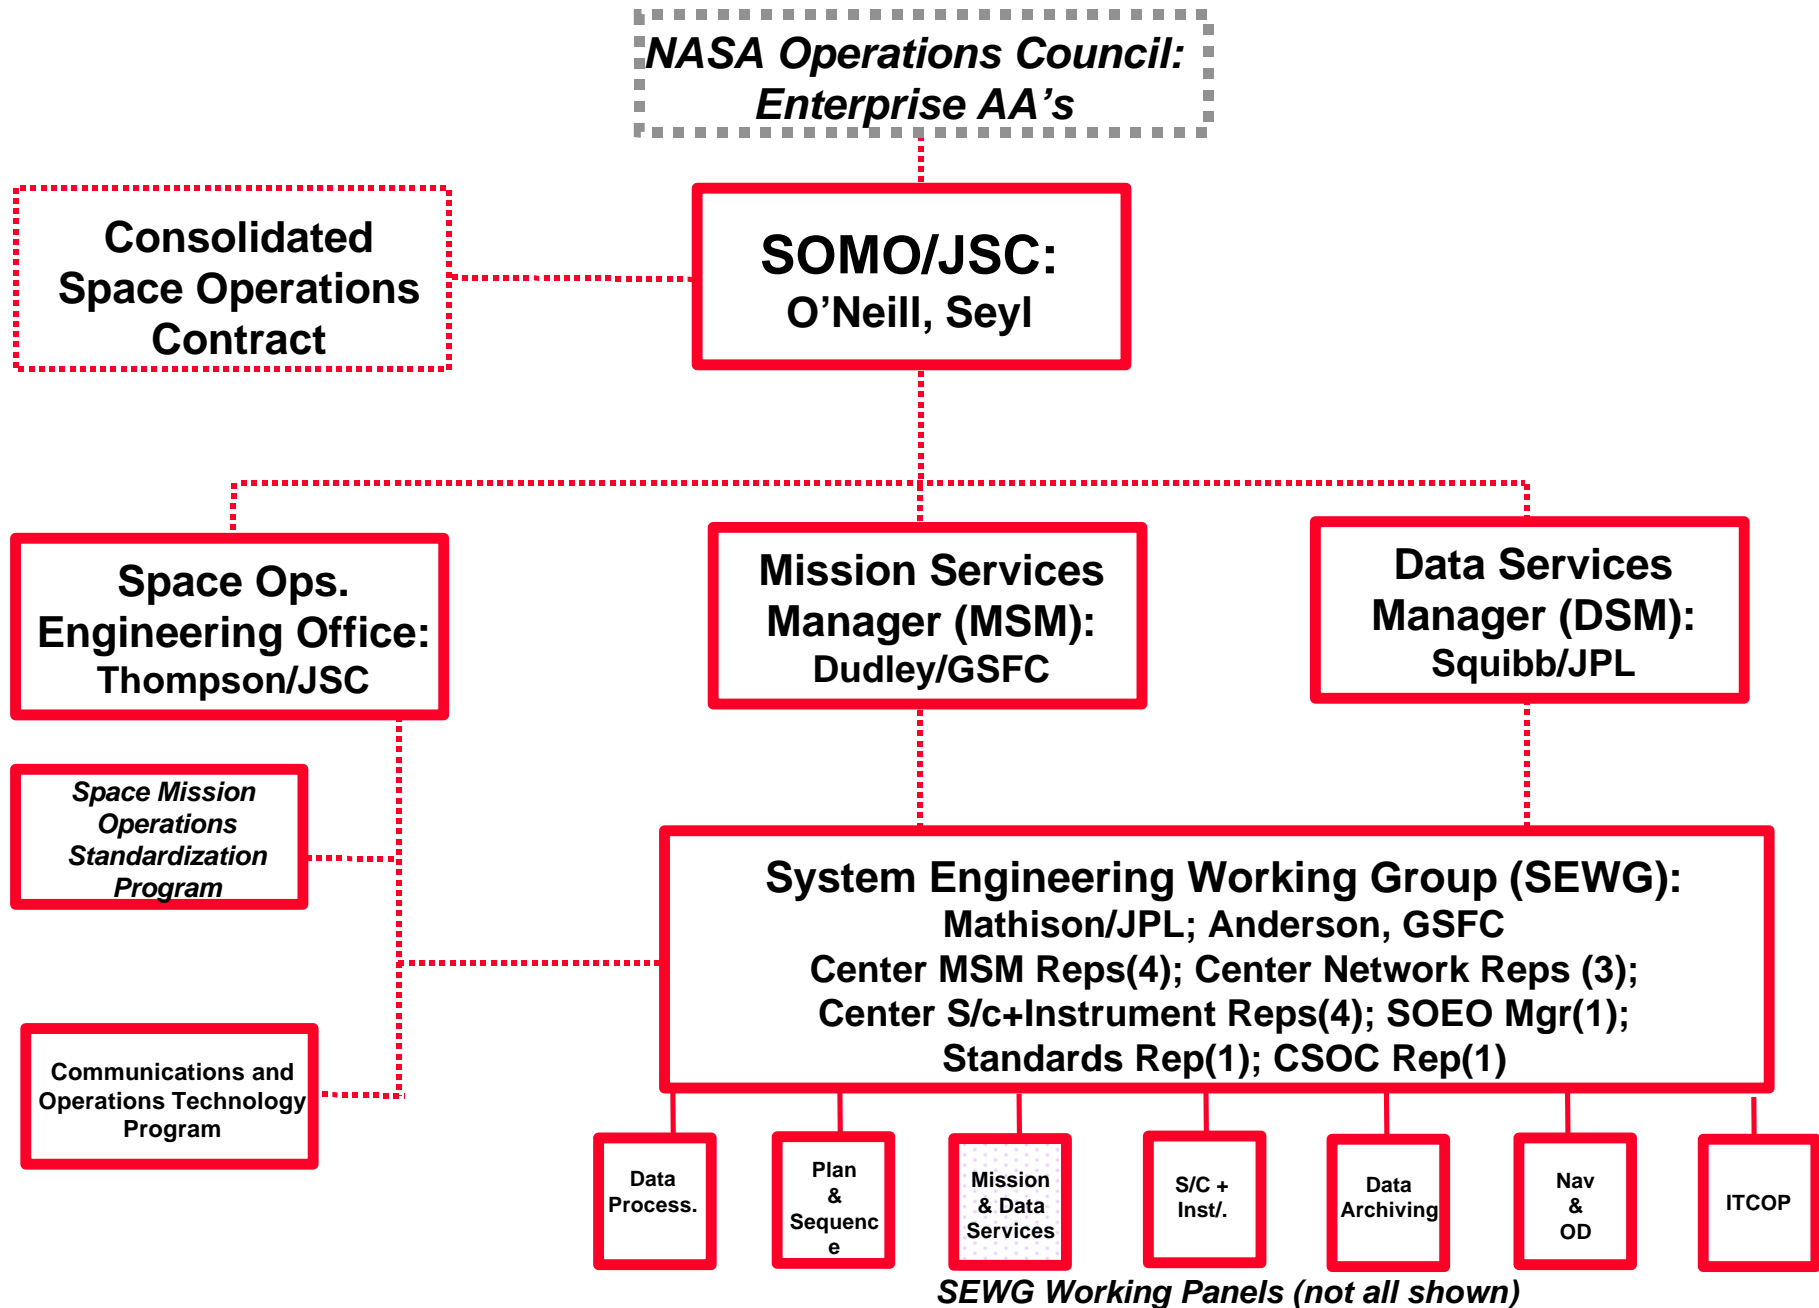 NASA Operations Council:
Enterprise AA's
Consolidated
Space Operations
Contract
SOMO/JSC:
O'Neill, Seyl
Space Ops.
Engineering Office:
Thompson/JSC
Mission Services
Manager (MSM):
Dudley/GSFC
Data Services
Manager (DSM):
Squibb/JPL
Space Mission
Operations
Standardization
Program
System Engineering Working Group (SEWG):
Mathison/JPL; Anderson, GSFC
Center MSM Reps(4); Center Network Reps (3);
Center S/c+Instrument Reps(4); SOEO Mgr(1);
Standards Rep(1); CSOC Rep(1)
Communications and
Operations Technology
Program
Data
Process.
Plan
&
Sequenc
e
Mission
& Data
Services
S/C +
Inst/.
Data
Archiving
Nav
&
OD
ITCOP
SEWG Working Panels (not all shown)